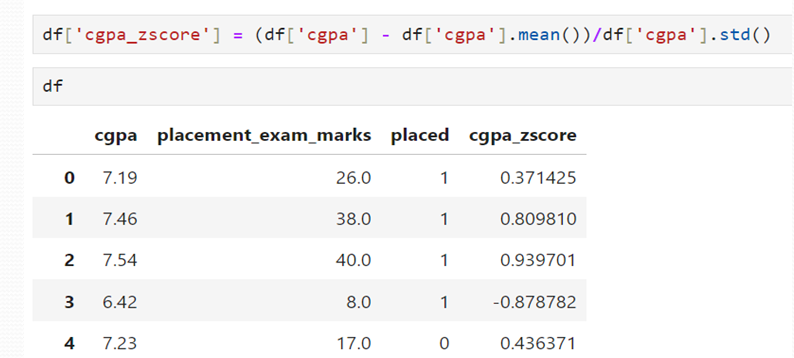 df['cgpa_zscore'] = (df['cgpa'] - df['cgpa'].mean())/df['cgpa'].std()
df
cgpa placement_exam_marks placed cgpa_zscore
0 7.19 26.0 1 0.371425
1 7.46 38.0 1 0.809810
2 7.54 40.0 1 0.939701
3 6.42 8.0 1 -0.878782
4 7.23 17.0 0 0.436371